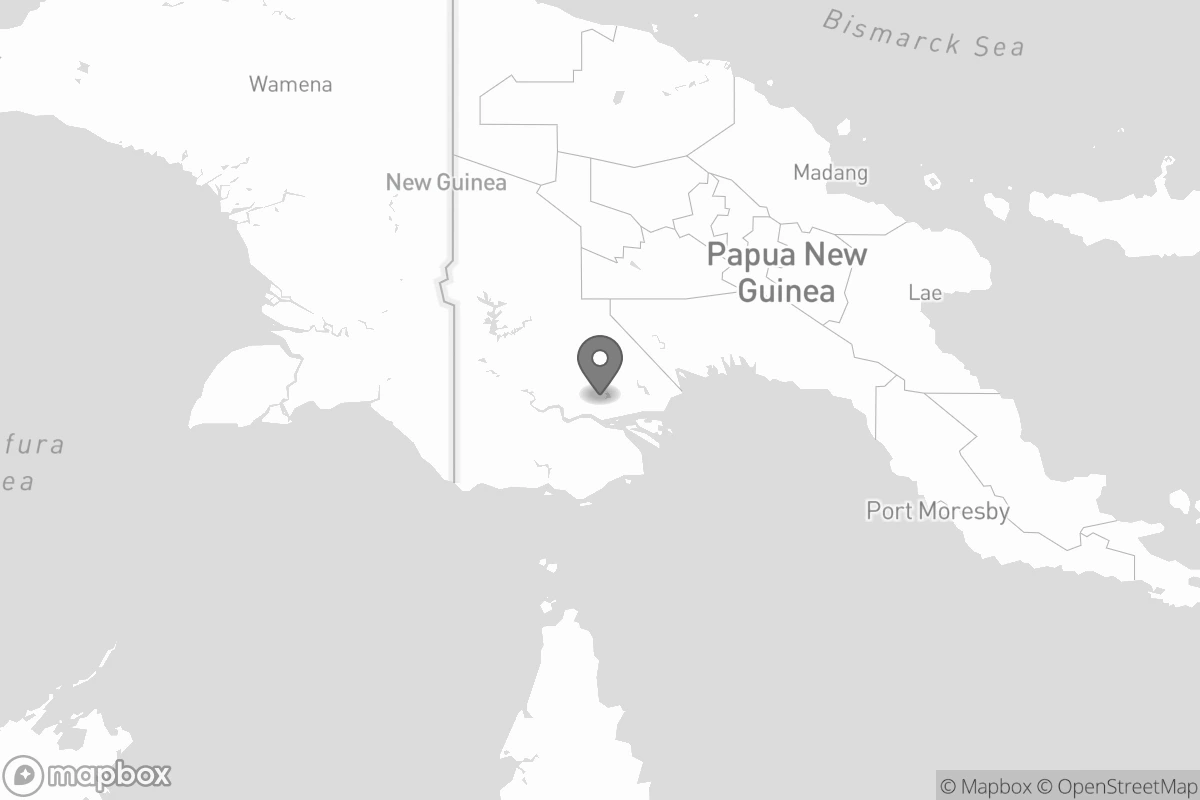 Bismarck Sea
Wamena
Madang
New Guinea
Papua New
Guinea
Lae
fura
ea
Port Moresby
mapbox
© Mapbox © OpenStreetMap